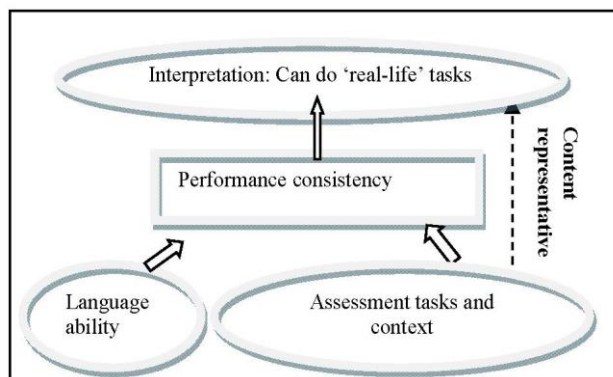 Interpretation: Can do ‘real-life’ tasks
Performance consistency
Content
representative
Language
ability
Assessment tasks and
context